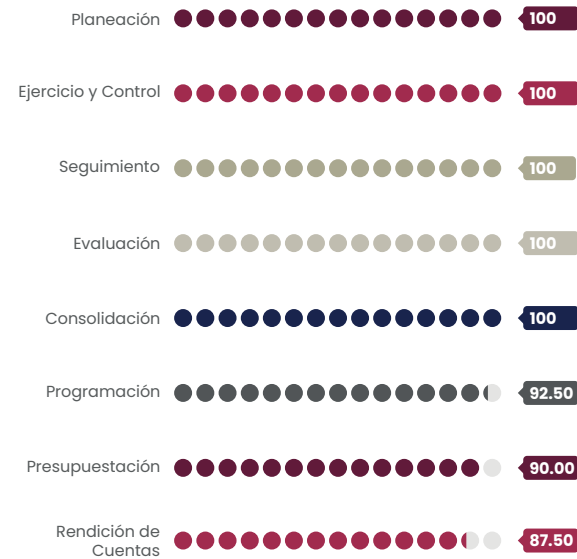 Planeación 100
Ejercicio y Control 100
Seguimiento 100
Evaluación 100
Consolidación 100
Programación 92.50
Presupuestación 90.00
Rendición de
Cuentas 87.50